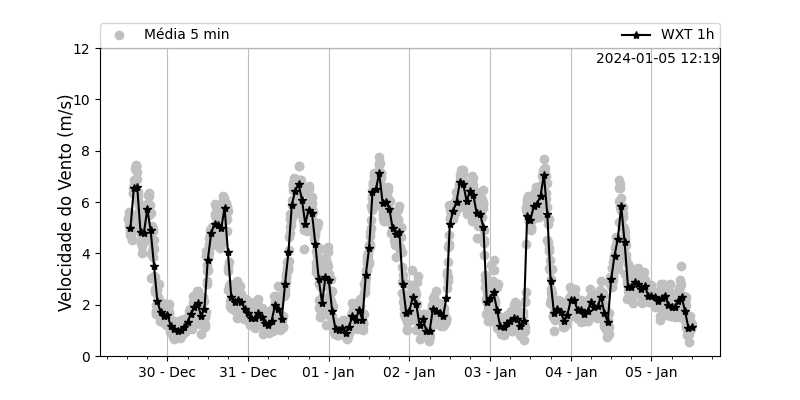 Média 5 min
WXT 1h
2024-01-05 12:19
Velocidade do Vento (m/s)
12
10
8
6
4
2
0
30 - Dec
31 - Dec
01 - Jan
02 - Jan
03 - Jan
04 - Jan
05 - Jan